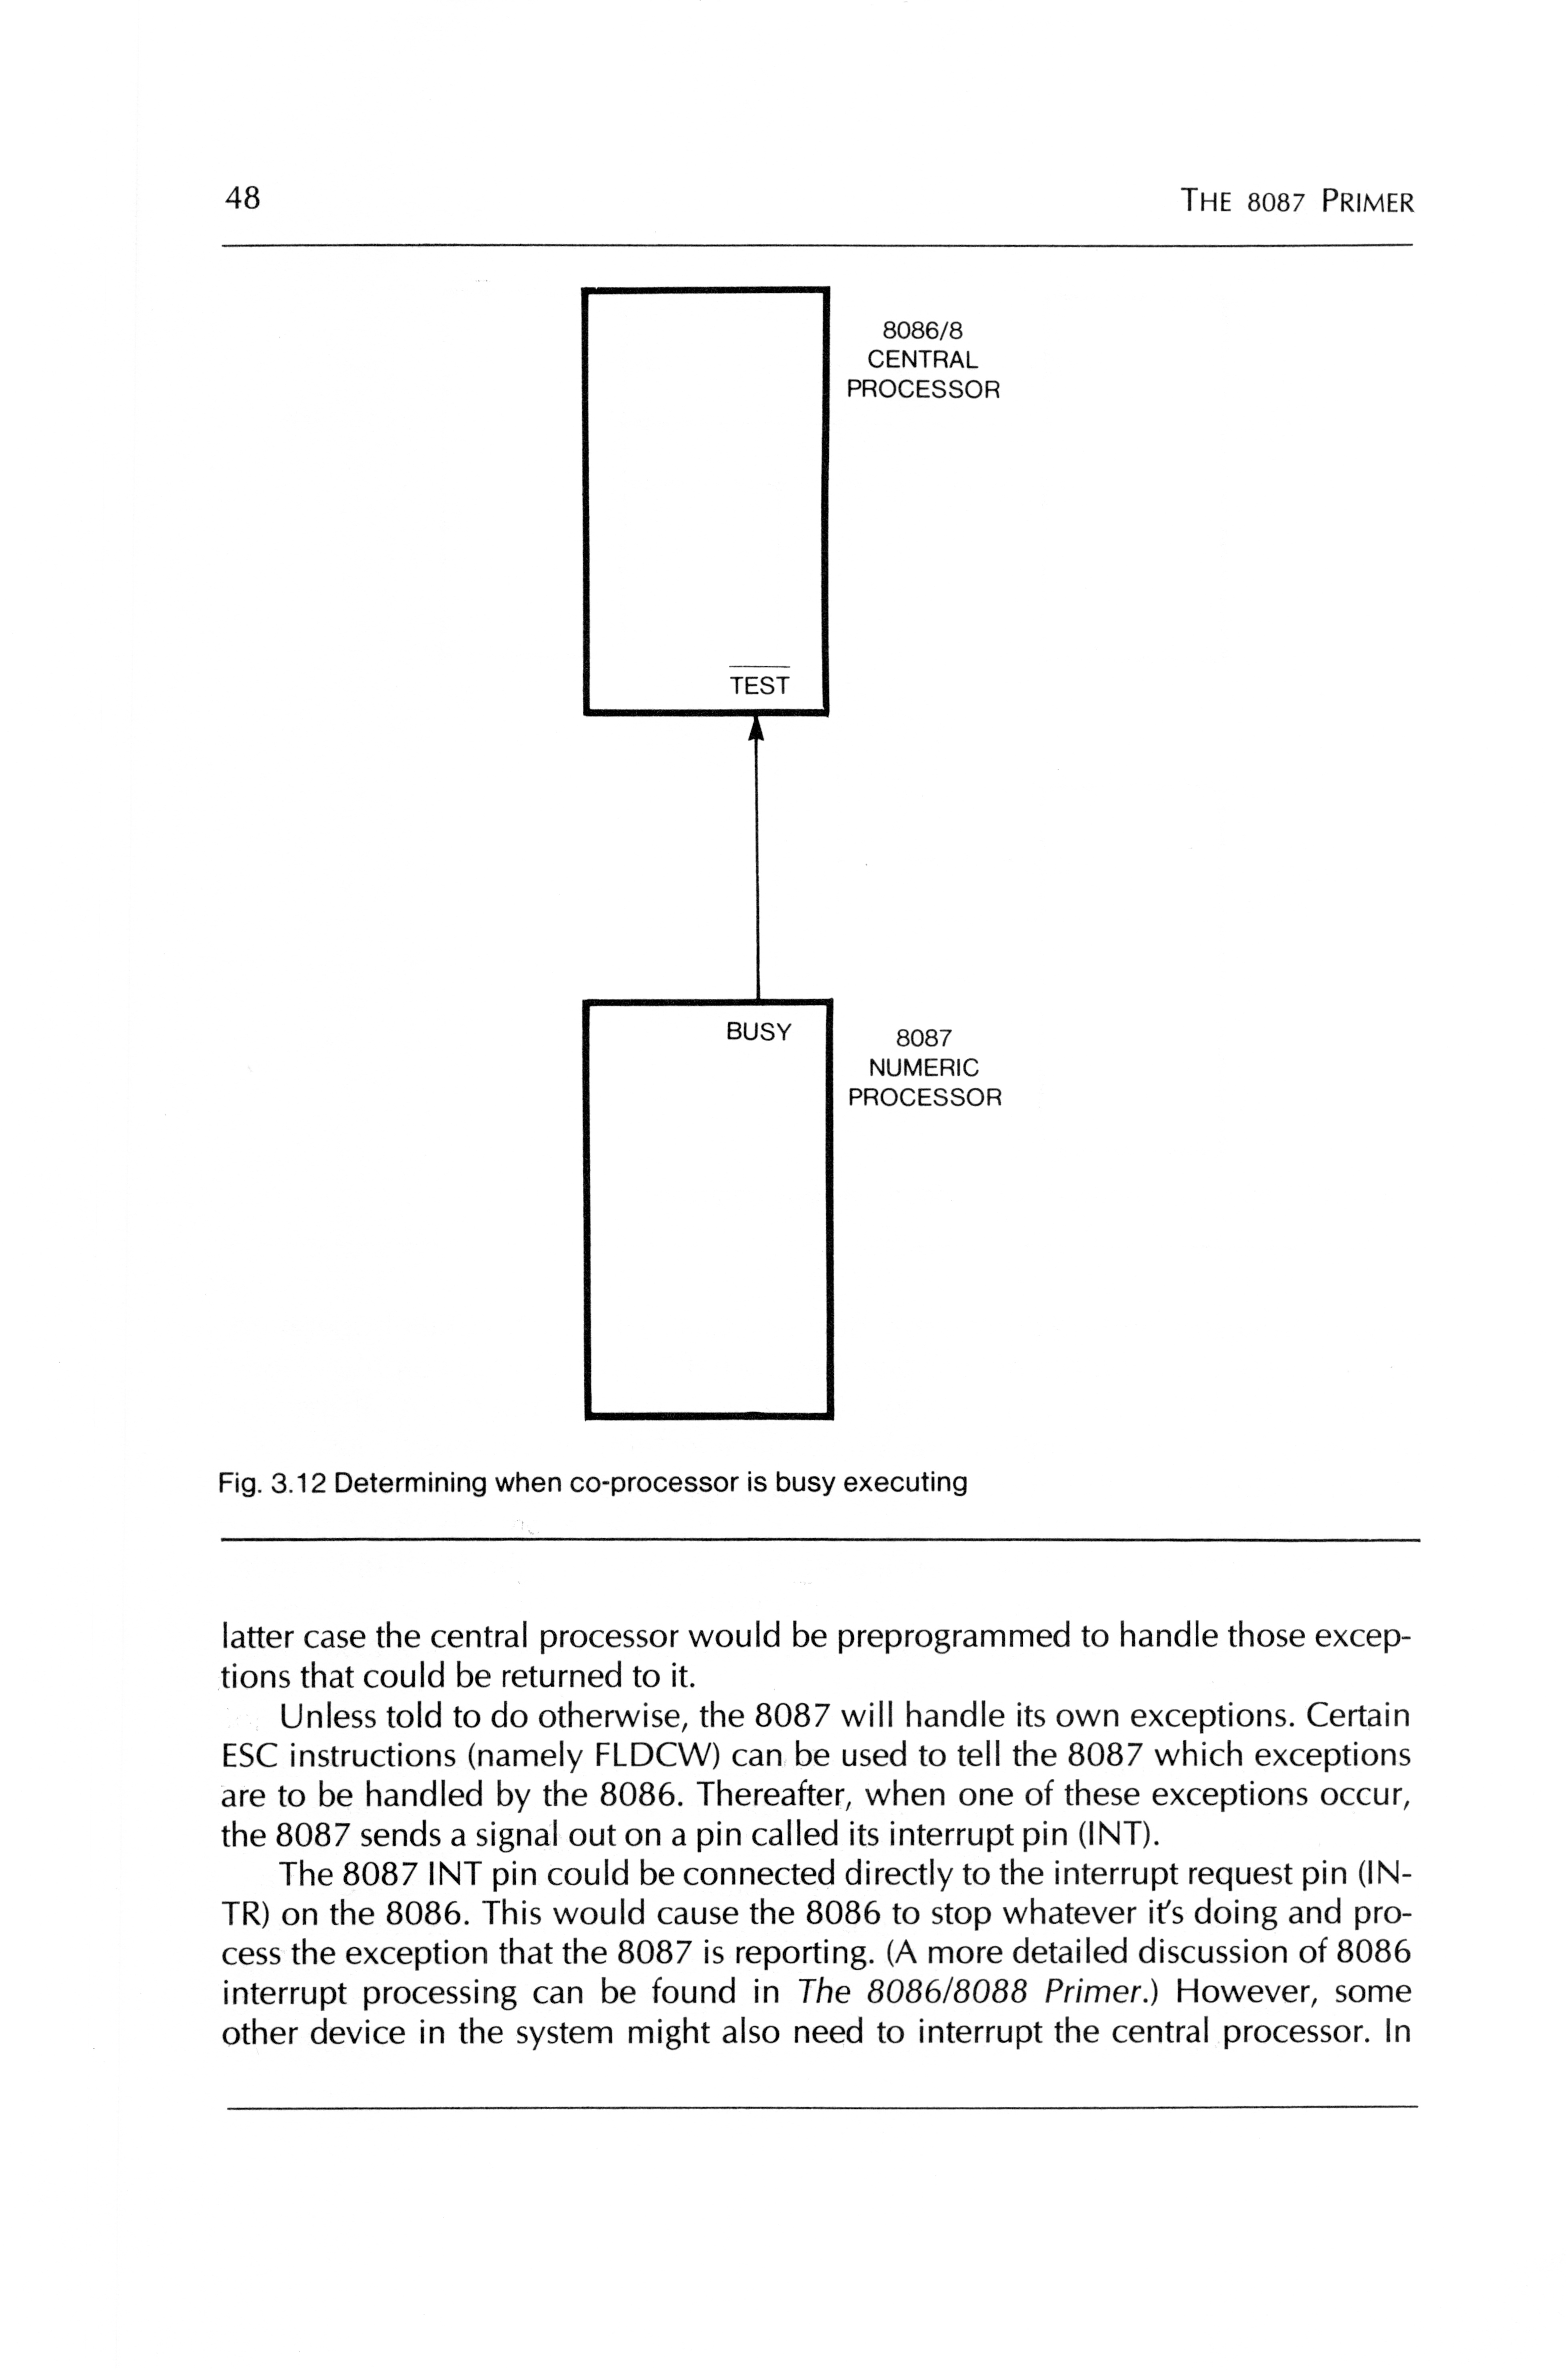 48
THE 8087 PRIMER
8086/8
CENTRAL
PROCESSOR
TEST
BUSY
8087
NUMERIC
PROCESSOR
Fig. 3.12 Determining when co-processor is busy executing
latter case the central processor would be preprogrammed to handle those excep-
tions that could be returned to it.
Unless told to do otherwise, the 8087 will handle its own exceptions. Certain
ESC instructions (namely FLDCW) can be used to tell the 8087 which exceptions
are to be handled by the 8086. Thereafter, when one of these exceptions occur,
the 8087 sends a signal out on a pin called its interrupt pin (INT).
The 8087 INT pin could be connected directly to the interrupt request pin (IN-
TR) on the 8086. This would cause the 8086 to stop whatever it's doing and pro-
cess the exception that the 8087 is reporting. (A more detailed discussion of 8086
interrupt processing can be found in The 8086/8088 Primer.) However, some
other device in the system might also need to interrupt the central processor. In